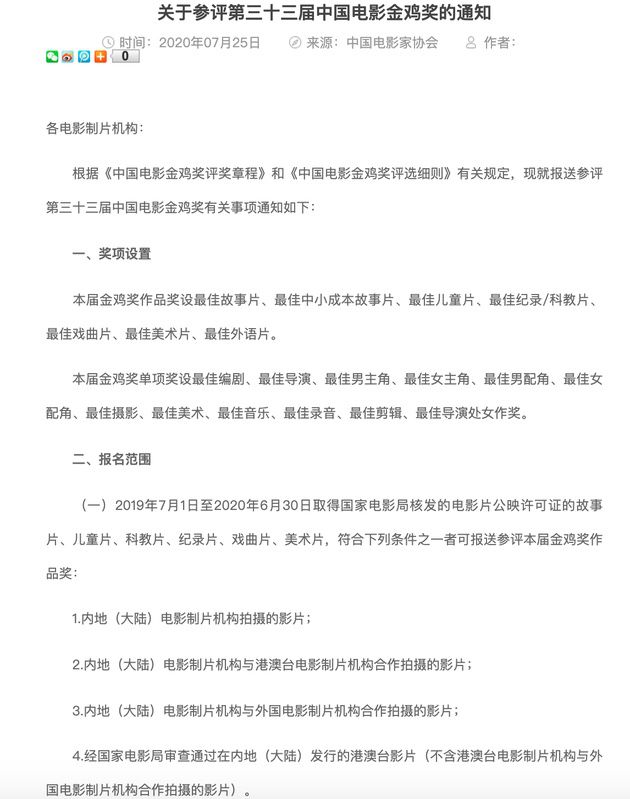 关于参评第三十三届中国电影金鸡奖的通知
时间：2020年07月25日 来源：中国电影家协会 作者：
0
各电影制片机构：
根据《中国电影金鸡奖评奖章程》和《中国电影金鸡奖评选细则》有关规定，现就报送参评
第三十三届中国电影金鸡奖有关事项通知如下：
一、奖项设置
本届金鸡奖作品奖设最佳故事片、最佳中小成本故事片、最佳儿童片、最佳纪录/科教片、
最佳戏曲片、最佳美术片、最佳外语片。
本届金鸡奖单项奖设最佳编剧、最佳导演、最佳男主角、最佳女主角、最佳男配角、最佳女
配角、最佳摄影、最佳美术、最佳音乐、最佳录音、最佳剪辑、最佳导演处女作奖。
二、报名范围
（一）2019年7月1日至2020年6月30日取得国家电影局核发的电影片公映许可证的故事
片、儿童片、科教片、纪录片、戏曲片、美术片，符合下列条件之一者可报送参评本届金鸡奖作
品奖：
1.内地（大陆）电影制片机构拍摄的影片；
2.内地（大陆）电影制片机构与港澳台电影制片机构合作拍摄的影片；
3.内地（大陆）电影制片机构与外国电影制片机构合作拍摄的影片；
4.经国家电影局审查通过在内地（大陆）发行的港澳台影片（不含港澳台电影制片机构与外
国电影制片机构合作拍摄的影片）。